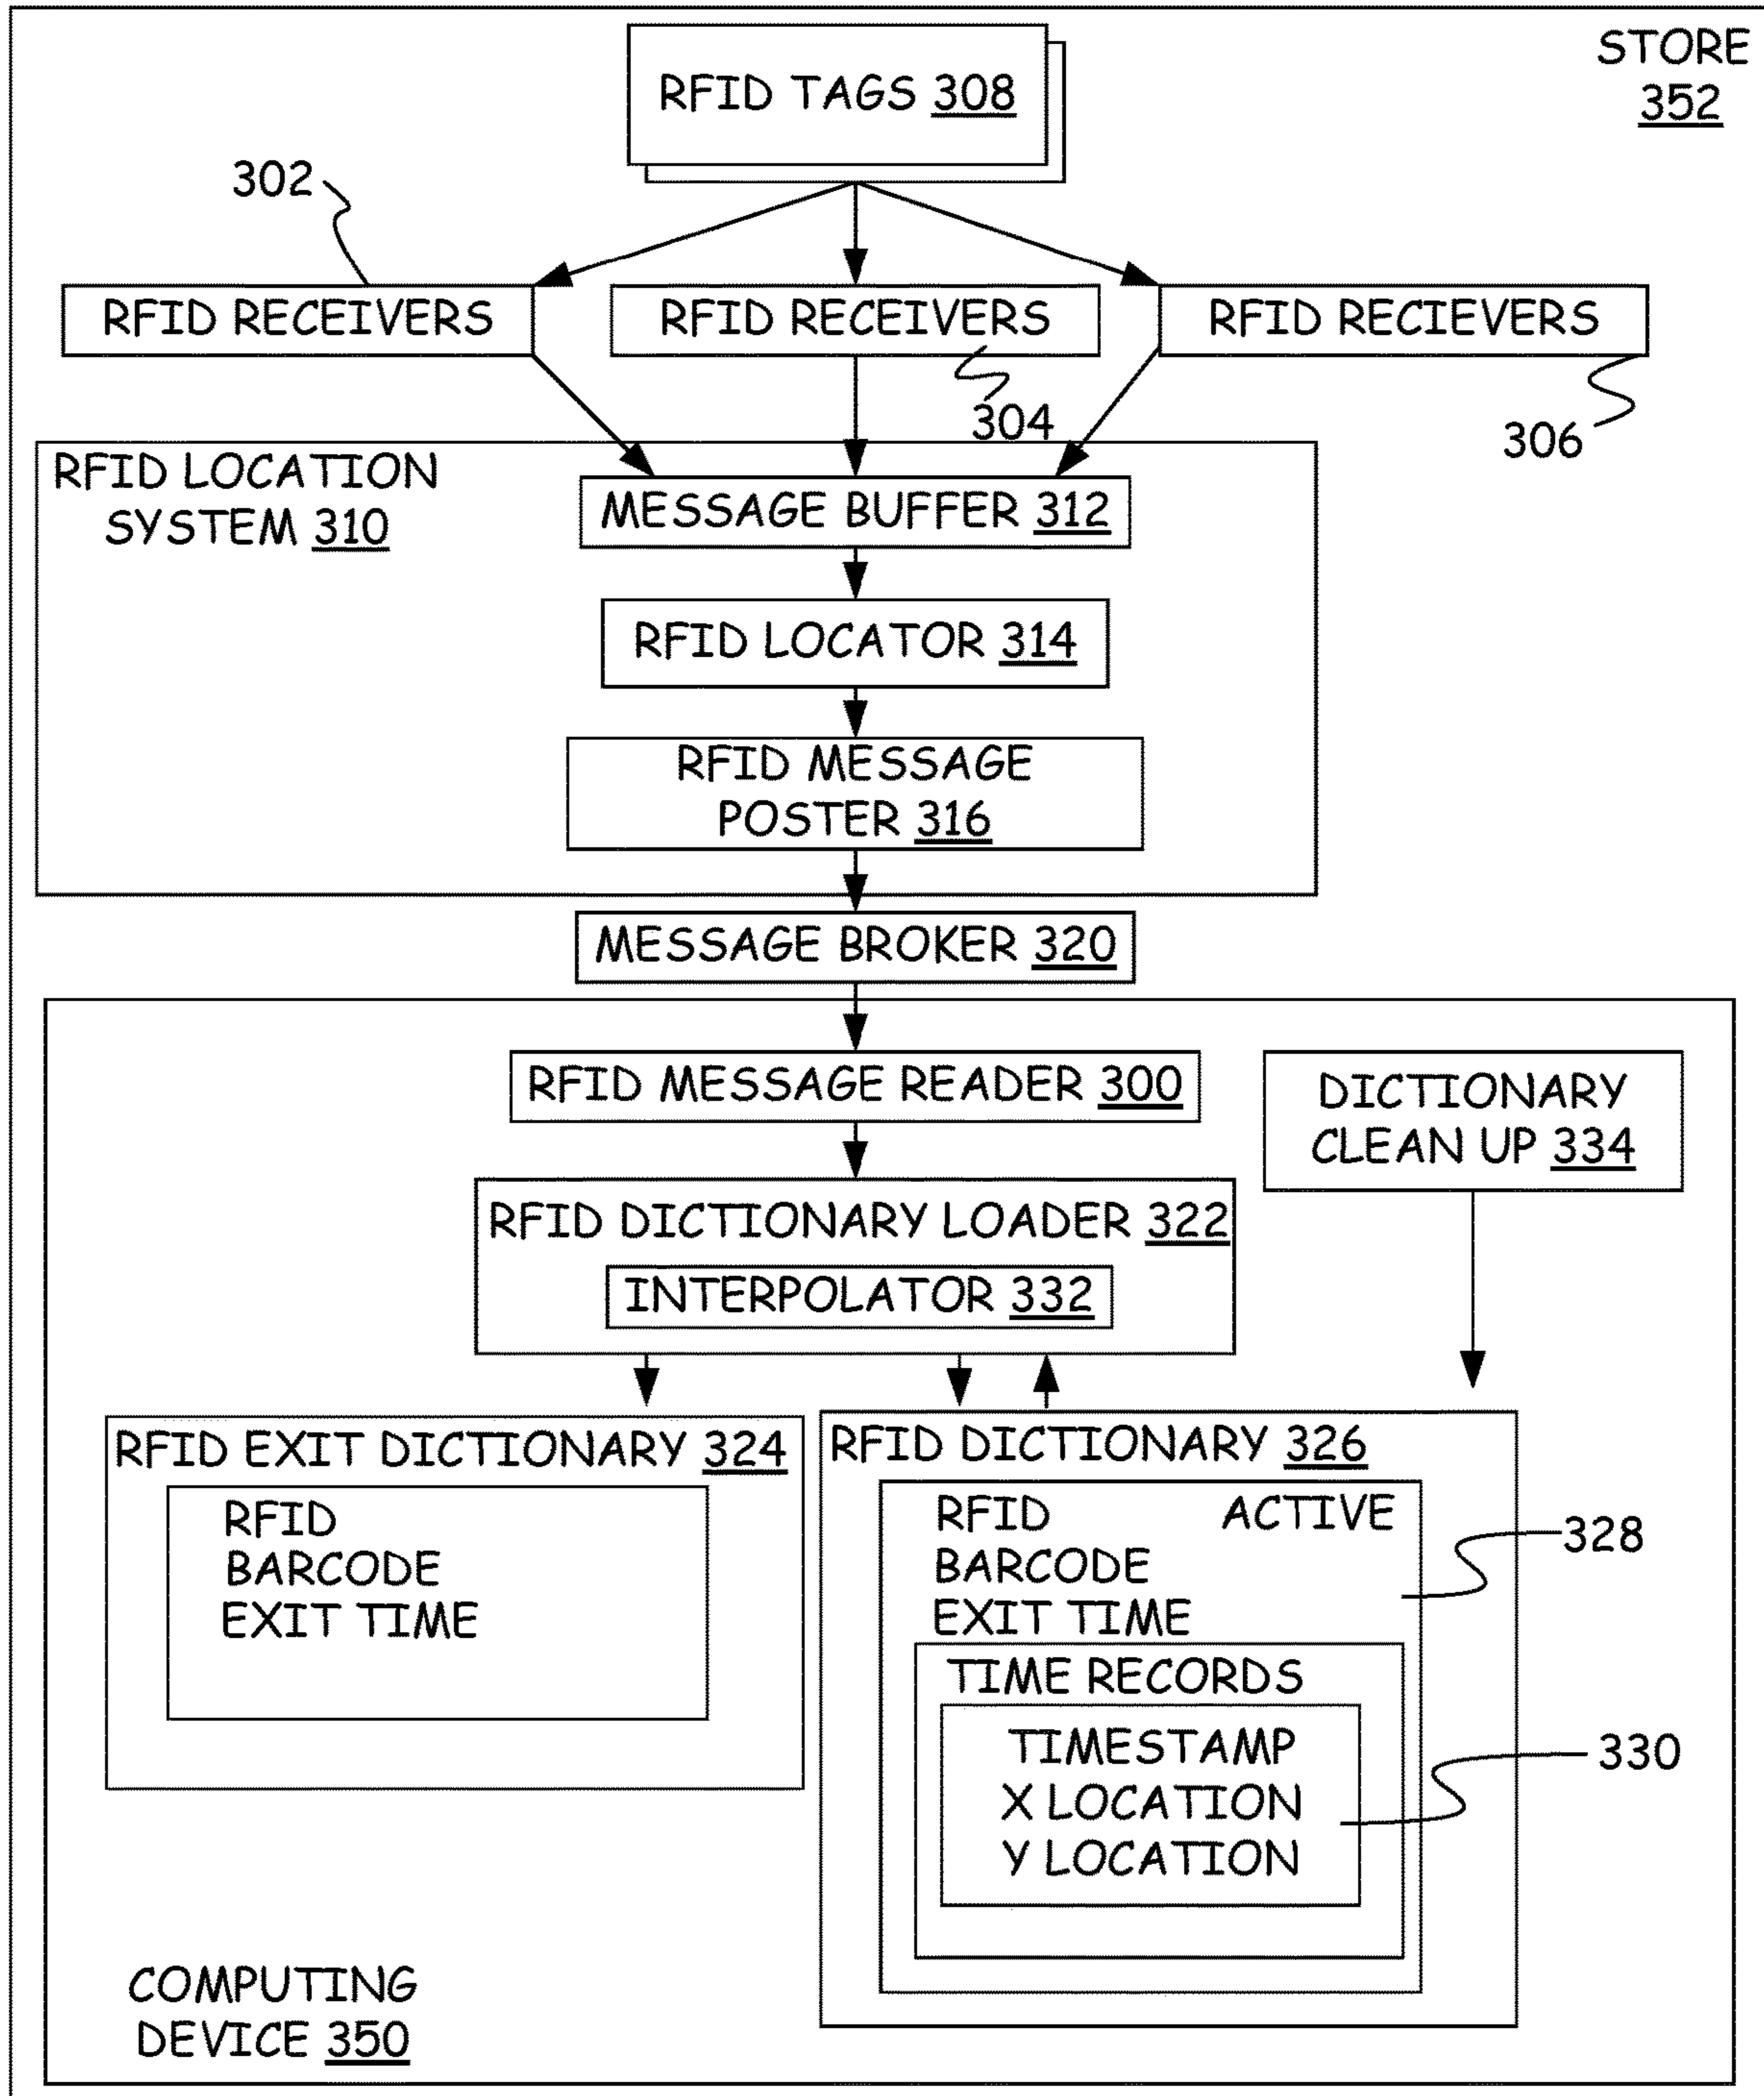 STORE
352
RFID TAGS 308
302
RFID RECEIVERS
RFID RECEIVERS
RFID RECIEVERS
304
306
RFID LOCATION
SYSTEM 310
MESSAGE BUFFER 312
RFID LOCATOR 314
RFID MESSAGE
POSTER 316
MESSAGE BROKER 320
RFID MESSAGE READER 300
DICTIONARY
CLEAN UP 334
RFID DICTIONARY LOADER 322
INTERPOLATOR 332
RFID EXIT DICTIONARY 324
RFID
BARCODE
EXIT TIME
RFID DICTIONARY 326
RFID ACTIVE
BARCODE
EXIT TIME
328
TIME RECORDS
TIMESTAMP
X LOCATION
Y LOCATION
330
COMPUTING
DEVICE 350